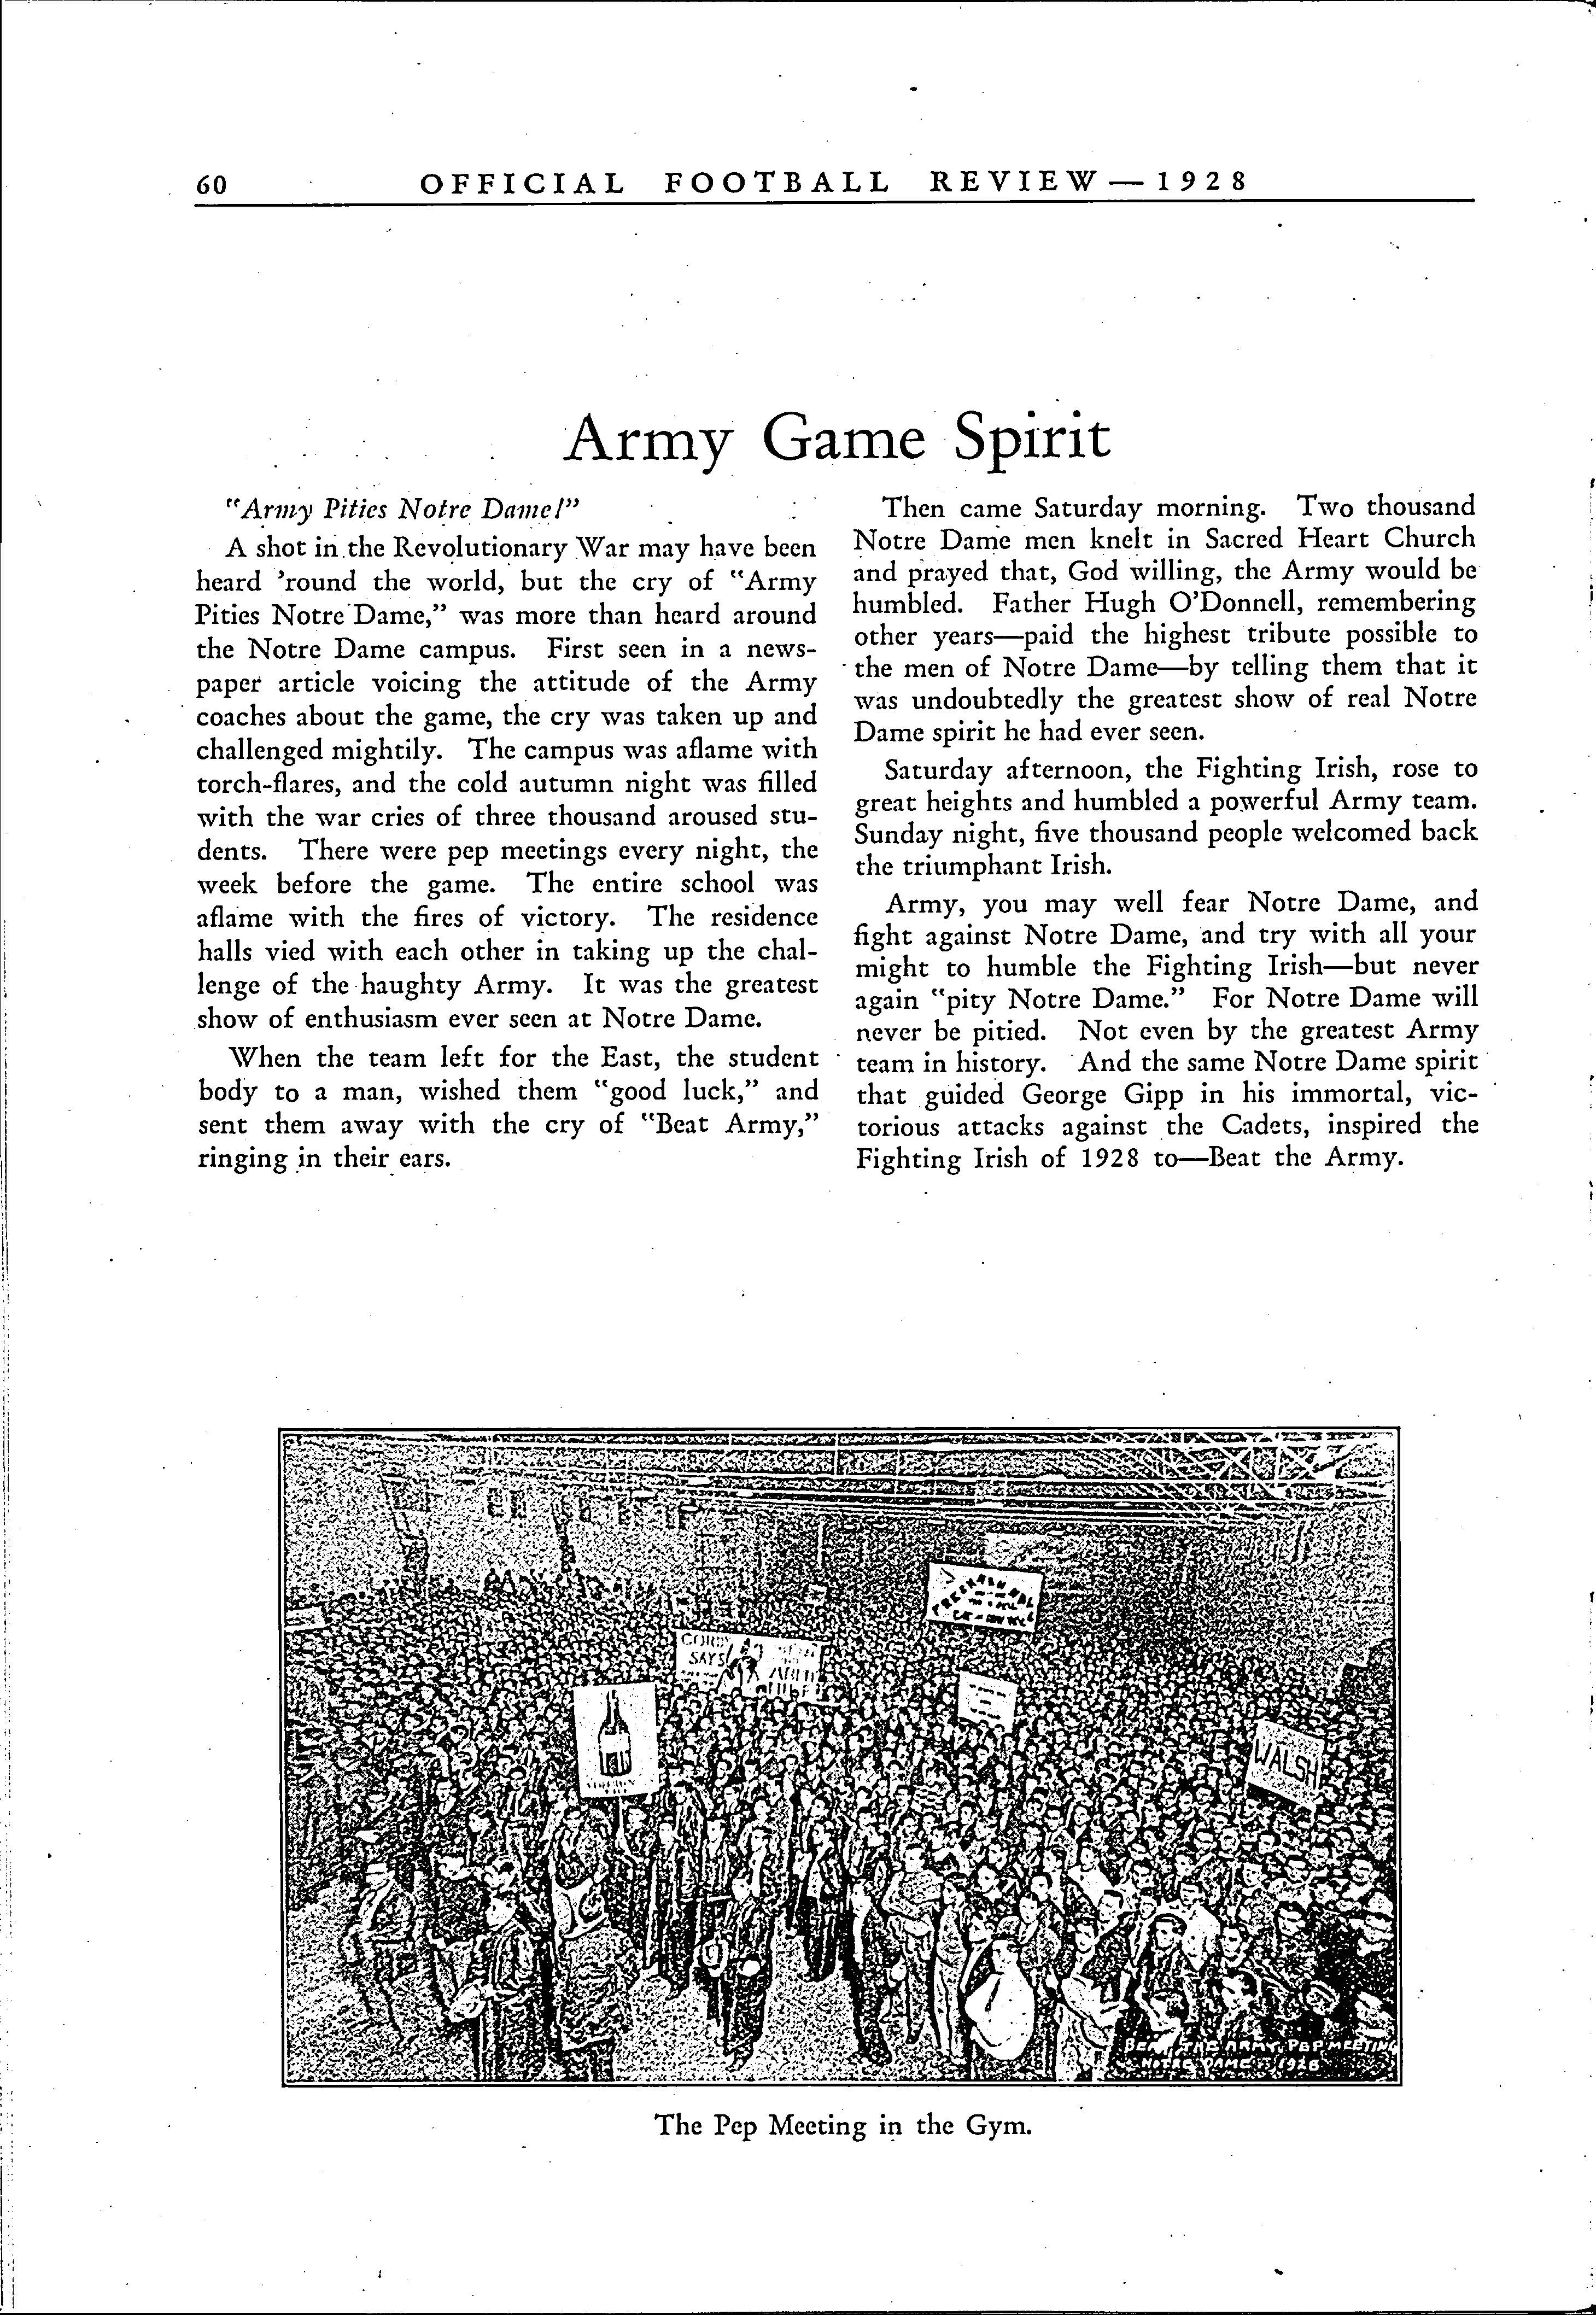 60 OFFICIAL FOOTBALL REVIEW — 1928
Army Game Spirit
"Army Pities Notre Dame!"
A shot in the Revolutionary War may have been
heard 'round the world, but the cry of "Army
Pities Notre Dame," was more than heard around
the Notre Dame campus. First seen in a news-
paper article voicing the attitude of the Army
coaches about the game, the cry was taken up and
challenged mightily. The campus was aflame with
torch-flares, and the cold autumn night was filled
with the war cries of three thousand aroused stu-
dents. There were pep meetings every night, the
week before the game. The entire school was
aflame with the fires of victory. The residence
halls vied with each other in taking up the chal-
lenge of the haughty Army. It was the greatest
show of enthusiasm ever seen at Notre Dame.
When the team left for the East, the student
body to a man, wished them "good luck," and
sent them away with the cry of "Beat Army,"
ringing in their ears.
Then came Saturday morning. Two thousand
Notre Dame men knelt in Sacred Heart Church
and prayed that, God willing, the Army would be
humbled. Father Hugh O'Donnell, remembering
other years—paid the highest tribute possible to
the men of Notre Dame—by telling them that it
was undoubtedly the greatest show of real Notre
Dame spirit he had ever seen.
Saturday afternoon, the Fighting Irish, rose to
great heights and humbled a powerful Army team.
Sunday night, five thousand people welcomed back
the triumphant Irish.
Army, you may well fear Notre Dame, and
fight against Notre Dame, and try with all your
might to humble the Fighting Irish—but never
again "pity Notre Dame." For Notre Dame will
never be pitied. Not even by the greatest Army
team in history. And the same Notre Dame spirit
that guided George Gipp in his immortal, vic-
torious attacks against the Cadets, inspired the
Fighting Irish of 1928 to—Beat the Army.
FRESHMAN HALL
CORBY
SAYS
WALSH
BEAT THE ARMY PEP MEETING
NOTRE DAME 1928
The Pep Meeting in the Gym.